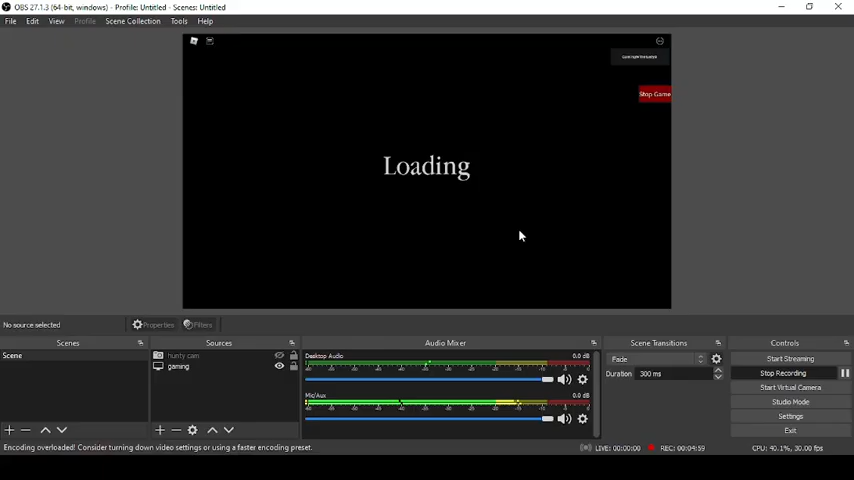 OBS 27.1.3 (64-bit, windows) - Profile: Untitled - Scenes: Untitled
File Edit View Profile Scene Collection Tools Help
Stop Game
Loading
No source selected
Properties
Filters
Scenes
Sources
Audio Mixer
Scene Transitions
Controls
Scene
hunty cam
gaming
Desktop Audio
0.0 dB
Mic/Aux
0.0 dB
Fade
Duration 300 ms
Start Streaming
Stop Recording
Start Virtual Camera
Studio Mode
Settings
Exit
Encoding overloaded! Consider turning down video settings or using a faster encoding preset.
LIVE: 00:00:00
REC: 00:04:59
CPU: 40.1%, 30.00 fps